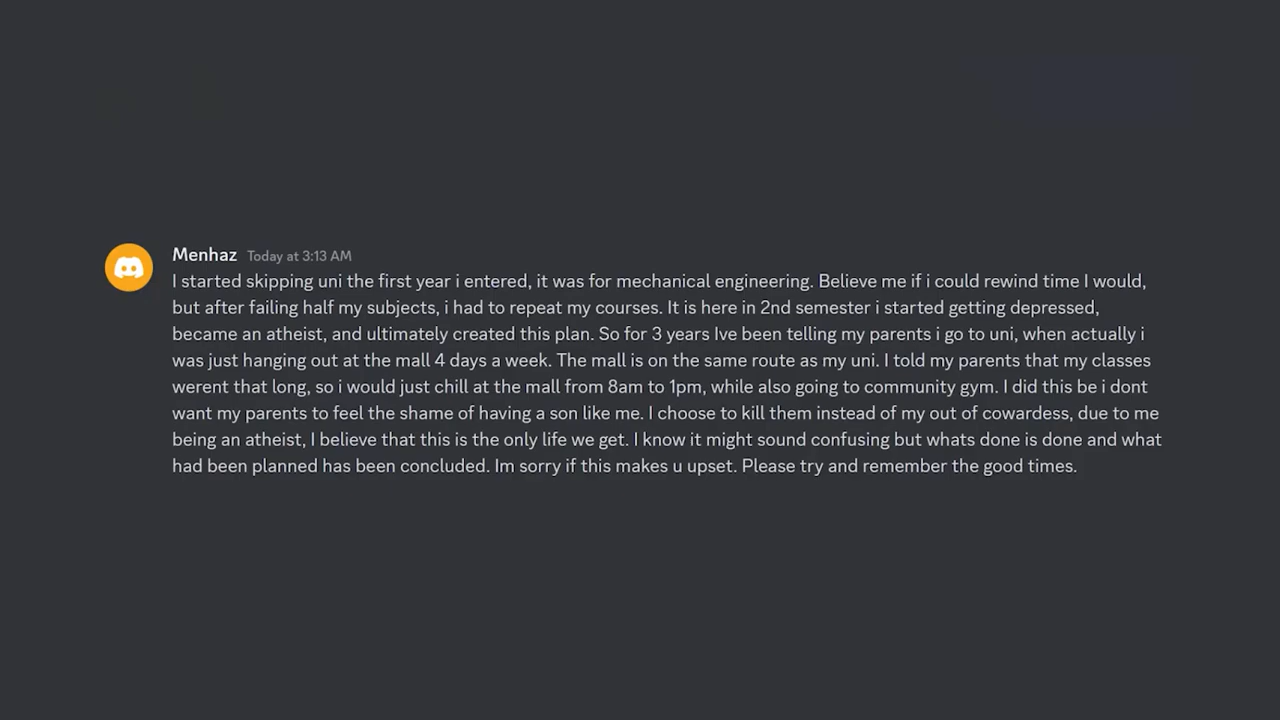 Menhaz Today at 3:13 AM
I started skipping uni the first year i entered, it was for mechanical engineering. Believe me if i could rewind time I would,
but after failing half my subjects, i had to repeat my courses. It is here in 2nd semester i started getting depressed,
became an atheist, and ultimately created this plan. So for 3 years Ive been telling my parents i go to uni, when actually i
was just hanging out at the mall 4 days a week. The mall is on the same route as my uni. I told my parents that my classes
werent that long, so i would just chill at the mall from 8am to 1pm, while also going to community gym. I did this be i dont
want my parents to feel the shame of having a son like me. I choose to kill them instead of my out of cowardess, due to me
being an atheist, I believe that this is the only life we get. I know it might sound confusing but whats done is done and what
had been planned has been concluded. Im sorry if this makes u upset. Please try and remember the good times.